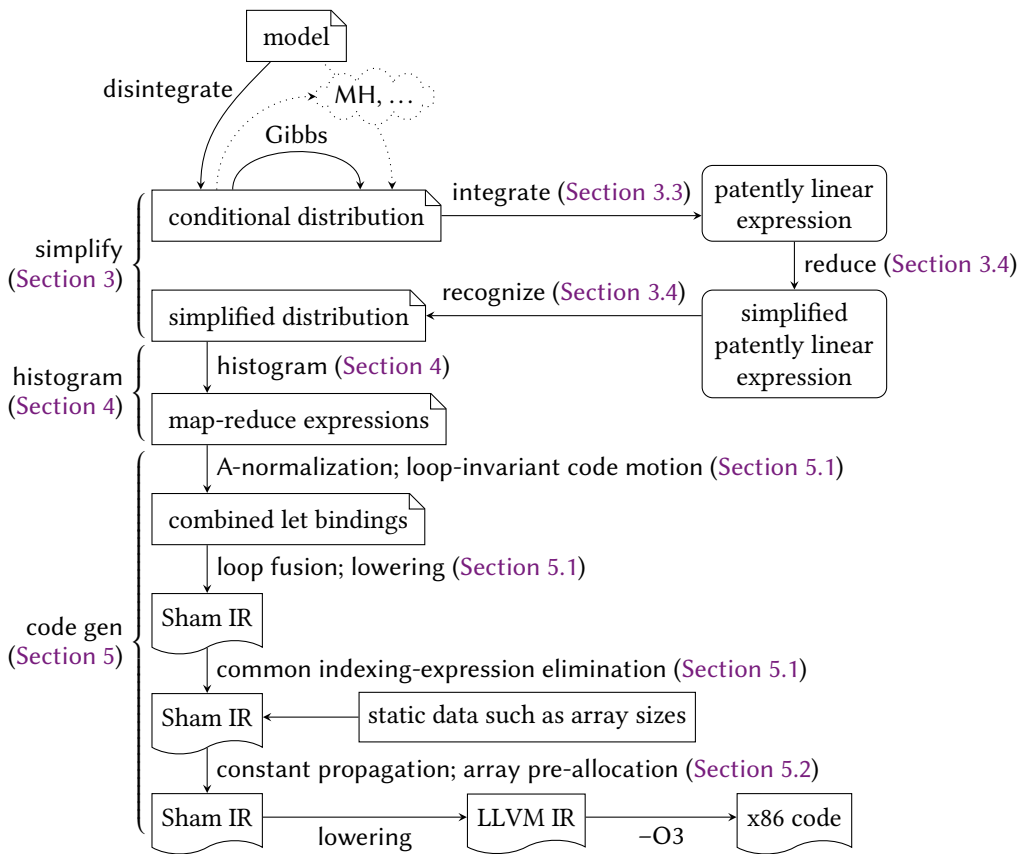 model
disintegrate
MH, ...
Gibbs
conditional distribution
integrate (Section 3.3)
patently linear
expression
simplify
(Section 3)
reduce (Section 3.4)
simplified distribution
recognize (Section 3.4)
simplified
patently linear
expression
histogram
(Section 4)
histogram (Section 4)
map-reduce expressions
A-normalization; loop-invariant code motion (Section 5.1)
combined let bindings
loop fusion; lowering (Section 5.1)
code gen
(Section 5)
Sham IR
common indexing-expression elimination (Section 5.1)
Sham IR
static data such as array sizes
constant propagation; array pre-allocation (Section 5.2)
Sham IR
lowering
LLVM IR
–O3
x86 code